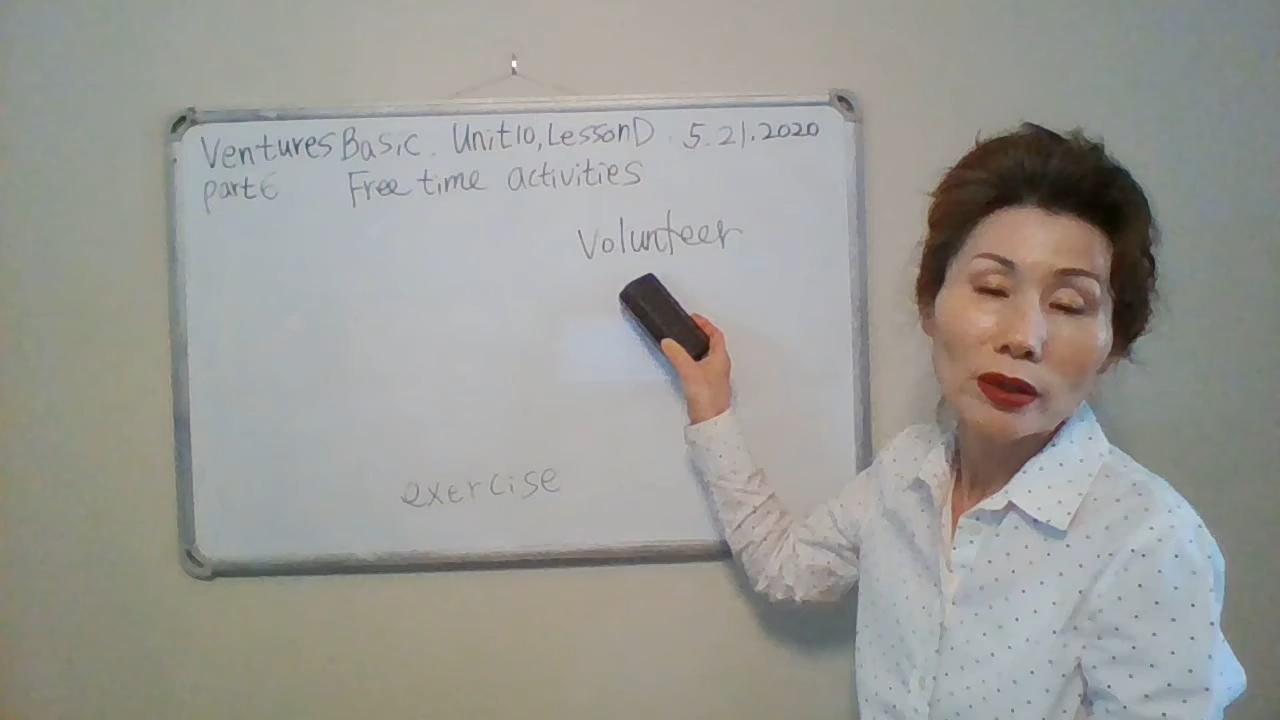 Ventures Basic. Unit 10, Lesson D. 5.21.2020
part 6 Free time activities
Volunteer
exercise